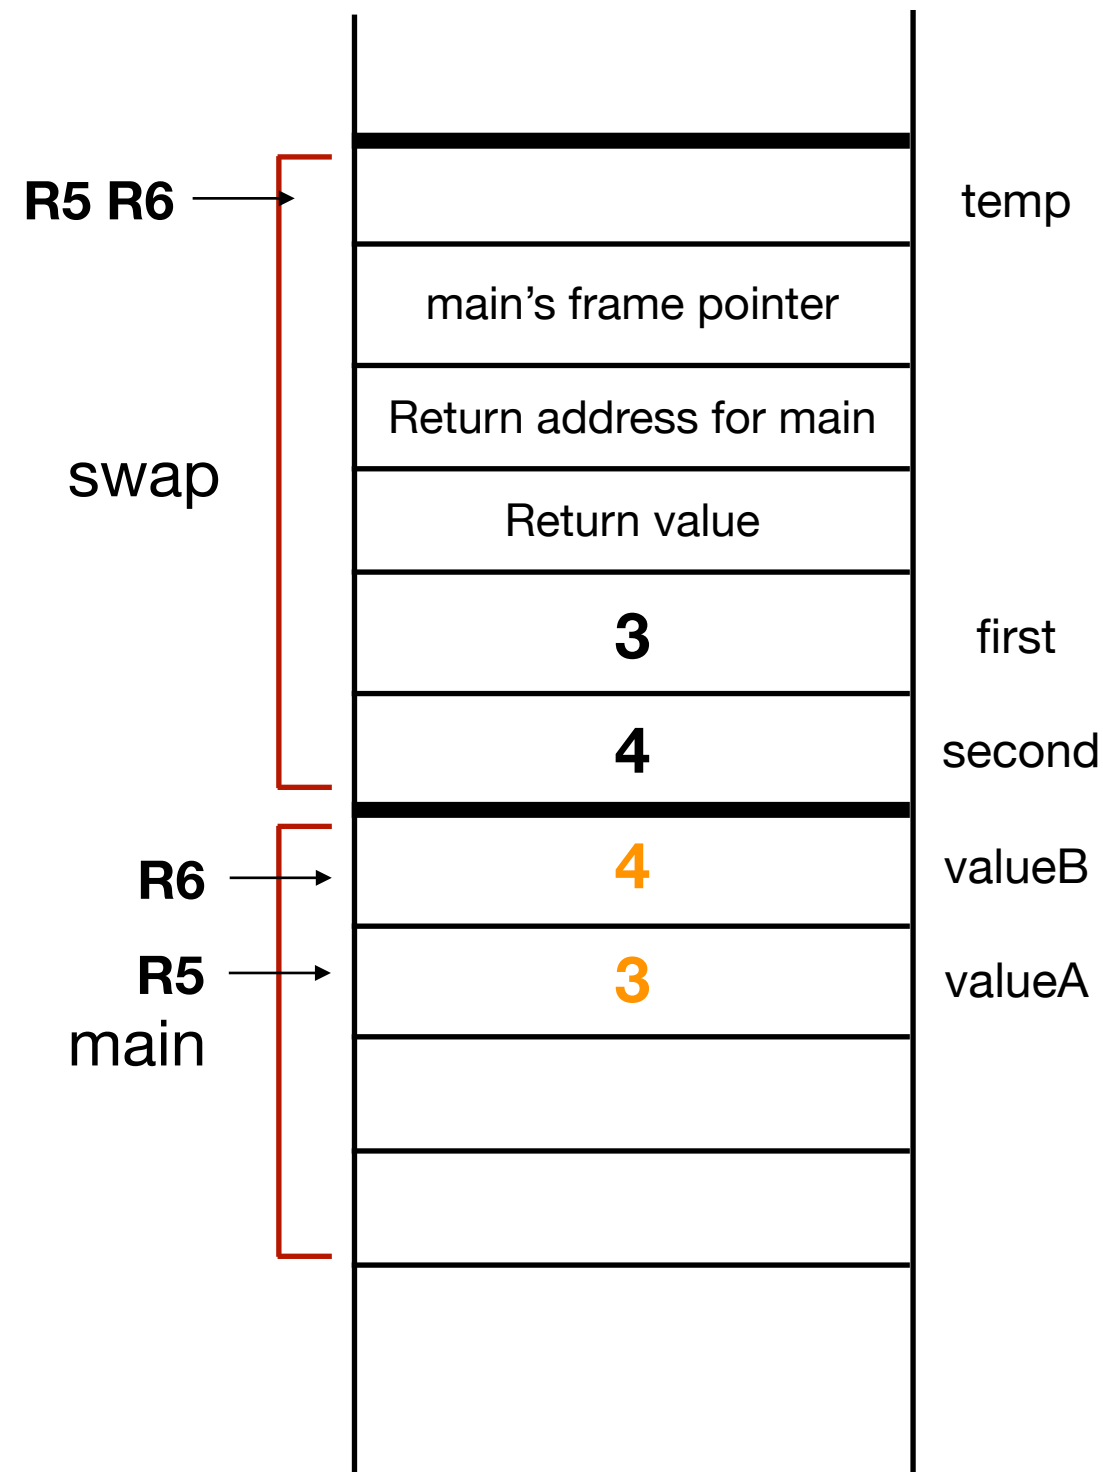 R5 R6
temp
main’s frame pointer
Return address for main
swap
Return value
3
first
4
second
R6
4
valueB
R5
3
valueA
main